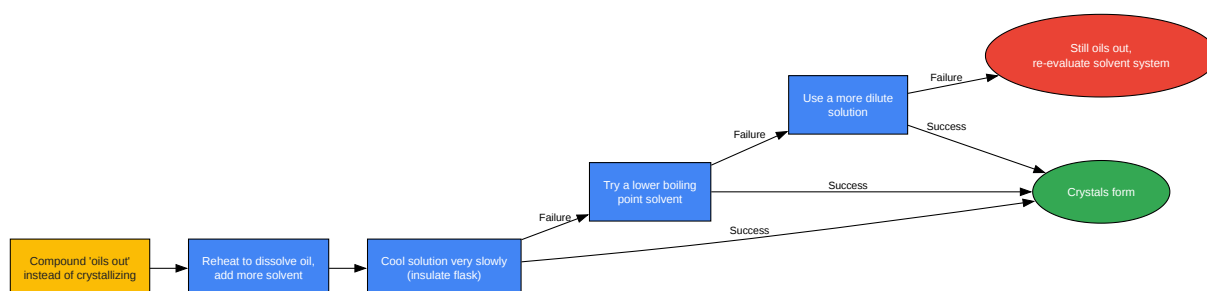 Compound 'oils out'
instead of crystallizing
Reheat to dissolve oil,
add more solvent
Cool solution very slowly
(insulate flask)
Failure
Success
Try a lower boiling
point solvent
Failure
Success
Use a more dilute
solution
Failure
Success
Still oils out,
re-evaluate solvent system
Crystals form